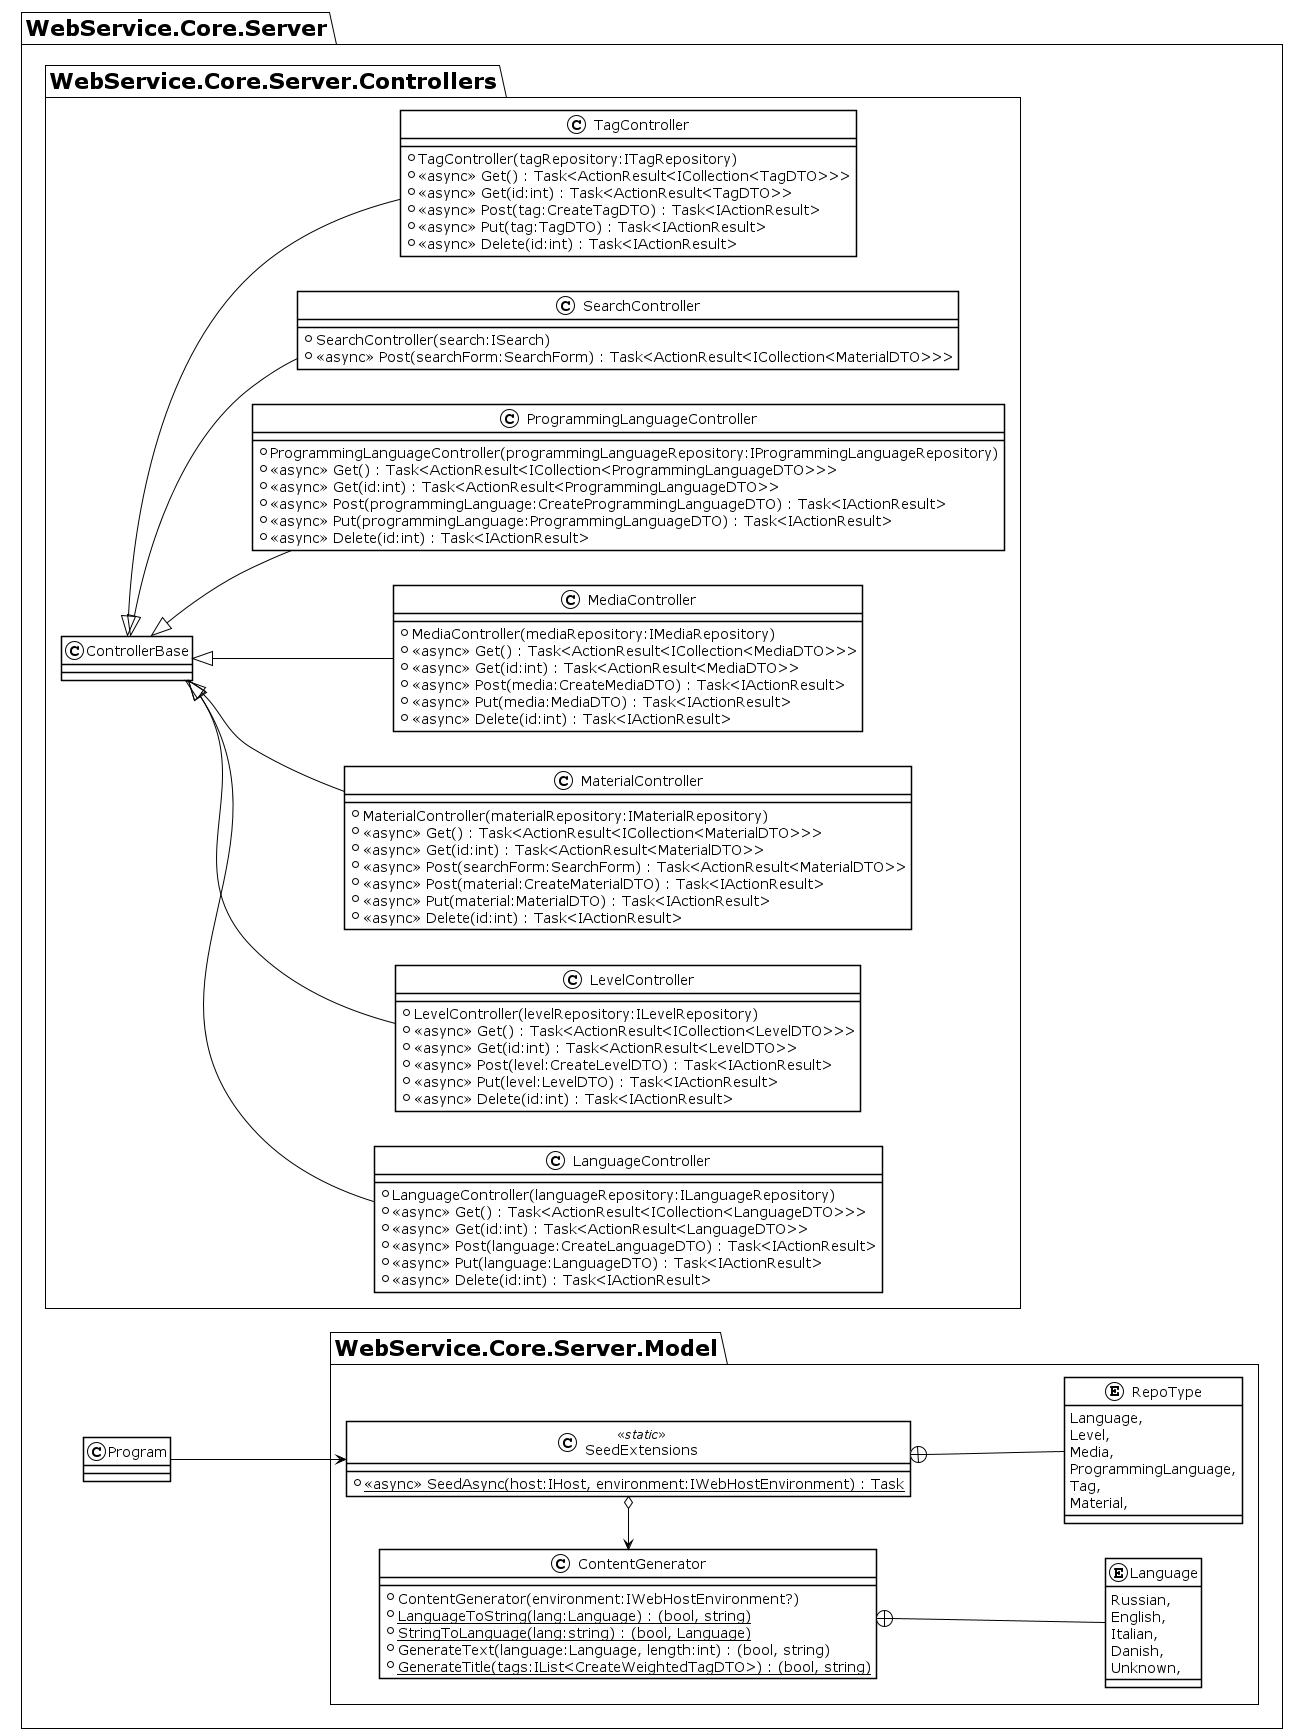 WebService.Core.Server
WebService.Core.Server.Controllers
C TagController
TagController(tagRepository:ITagRepository)
«async» Get() : Task<ActionResult<ICollection<TagDTO>>>
«async» Get(id:int) : Task<ActionResult<TagDTO>>
«async» Post(tag:CreateTagDTO) : Task<IActionResult>
«async» Put(tag:TagDTO) : Task<IActionResult>
«async» Delete(id:int) : Task<IActionResult>
C SearchController
SearchController(search:ISearch)
«async» Post(searchForm:SearchForm) : Task<ActionResult<ICollection<MaterialDTO>>>
C ProgrammingLanguageController
ProgrammingLanguageController(programmingLanguageRepository:IProgrammingLanguageRepository)
«async» Get() : Task<ActionResult<ICollection<ProgrammingLanguageDTO>>>
«async» Get(id:int) : Task<ActionResult<ProgrammingLanguageDTO>>
«async» Post(programmingLanguage:CreateProgrammingLanguageDTO) : Task<IActionResult>
«async» Put(programmingLanguage:ProgrammingLanguageDTO) : Task<IActionResult>
«async» Delete(id:int) : Task<IActionResult>
C ControllerBase
C MediaController
MediaController(mediaRepository:IMediaRepository)
«async» Get() : Task<ActionResult<ICollection<MediaDTO>>>
«async» Get(id:int) : Task<ActionResult<MediaDTO>>
«async» Post(media:CreateMediaDTO) : Task<IActionResult>
«async» Put(media:MediaDTO) : Task<IActionResult>
«async» Delete(id:int) : Task<IActionResult>
C MaterialController
MaterialController(materialRepository:IMaterialRepository)
«async» Get() : Task<ActionResult<ICollection<MaterialDTO>>>
«async» Get(id:int) : Task<ActionResult<MaterialDTO>>
«async» Post(searchForm:SearchForm) : Task<ActionResult<MaterialDTO>>
«async» Post(material:CreateMaterialDTO) : Task<IActionResult>
«async» Put(material:MaterialDTO) : Task<IActionResult>
«async» Delete(id:int) : Task<IActionResult>
C LevelController
LevelController(levelRepository:ILevelRepository)
«async» Get() : Task<ActionResult<ICollection<LevelDTO>>>
«async» Get(id:int) : Task<ActionResult<LevelDTO>>
«async» Post(level:CreateLevelDTO) : Task<IActionResult>
«async» Put(level:LevelDTO) : Task<IActionResult>
«async» Delete(id:int) : Task<IActionResult>
C LanguageController
LanguageController(languageRepository:ILanguageRepository)
«async» Get() : Task<ActionResult<ICollection<LanguageDTO>>>
«async» Get(id:int) : Task<ActionResult<LanguageDTO>>
«async» Post(language:CreateLanguageDTO) : Task<IActionResult>
«async» Put(language:LanguageDTO) : Task<IActionResult>
«async» Delete(id:int) : Task<IActionResult>
WebService.Core.Server.Model
C Program
«static»
C SeedExtensions
«async» SeedAsync(host:IHost, environment:IWebHostEnvironment) : Task
E RepoType
Language,
Level,
Media,
ProgrammingLanguage,
Tag,
Material,
C ContentGenerator
ContentGenerator(environment:IWebHostEnvironment?)
LanguageToString(lang:Language) : (bool, string)
StringToLanguage(lang:string) : (bool, Language)
GenerateText(language:Language, length:int) : (bool, string)
GenerateTitle(tags:IList<CreateWeightedTagDTO>) : (bool, string)
E Language
Russian,
English,
Italian,
Danish,
Unknown,